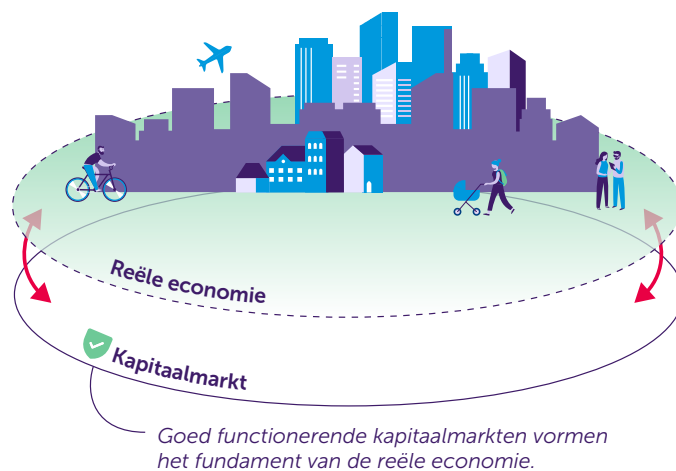 Reële economie
Kapitaalmarkt
Goed functionerende kapitaalmarkten vormen
het fundament van de reële economie.